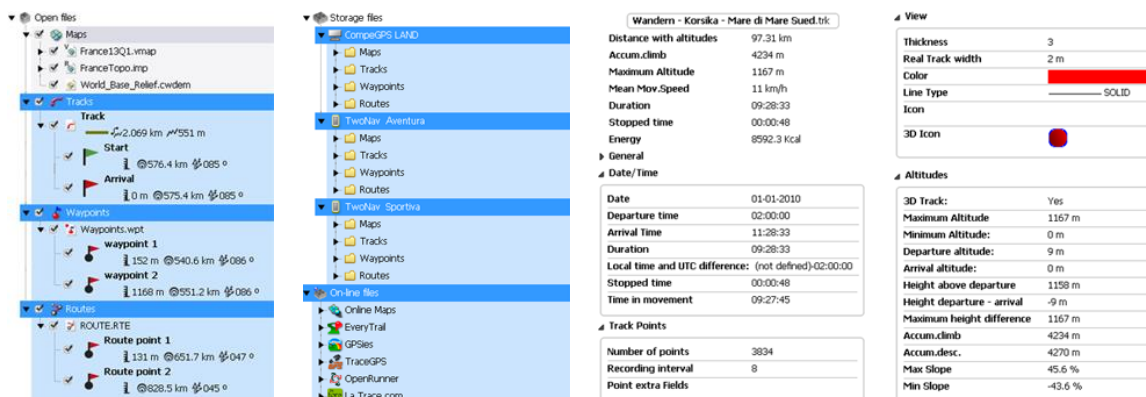 Open files
Maps
France13Q1.vmap
FranceTopo.imp
World_Base_Relief.cwdem
Tracks
Track
2.069 km 551 m
Start
576.4 km 085 º
Arrival
0 m 575.4 km 085 º
Waypoints
Waypoints.wpt
waypoint 1
152 m 540.6 km 086 º
waypoint 2
1168 m 551.2 km 086 º
Routes
ROUTE.RTE
Route point 1
131 m 651.7 km 047 º
Route point 2
828.5 km 045 º
Storage files
CompeGPS LAND
Maps
Tracks
Waypoints
Routes
TwoNav Aventura
Maps
Tracks
Waypoints
Routes
TwoNav Sportiva
Maps
Tracks
Waypoints
Routes
On-line files
Online Maps
EveryTrail
GPSies
TraceGPS
OpenRunner
La Trace.com
Wandern - Korsika - Mare di Mare Sued.trk
Distance with altitudes 97.31 km
Accum.climb 4234 m
Maximum Altitude 1167 m
Mean Mov.Speed 11 km/h
Duration 09:28:33
Stopped time 00:00:48
Energy 8592.3 Kcal
General
Date/Time
Date 01-01-2010
Departure time 02:00:00
Arrival Time 11:28:33
Duration 09:28:33
Local time and UTC difference: (not defined)-02:00:00
Stopped time 00:00:48
Time in movement 09:27:45
Track Points
Number of points 3834
Recording interval 8
Point extra Fields
View
Thickness 3
Real Track width 2 m
Color
Line Type SOLID
Icon
3D Icon
Altitudes
3D Track: Yes
Maximum Altitude 1167 m
Minimum Altitude: 0 m
Departure altitude: 9 m
Arrival altitude: 0 m
Height above departure 1158 m
Height departure - arrival -9 m
Maximum height difference 1167 m
Accum.climb 4234 m
Accum.desc. 4270 m
Max Slope 45.6 %
Min Slope -43.6 %